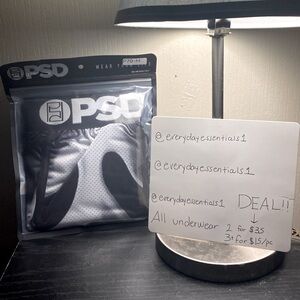 PSD
PSD
@everydayessentials1
@everydayessentials1
@everydayessentials1
DEAL!!
All underwear 2 for $35
3+ for $15/pc